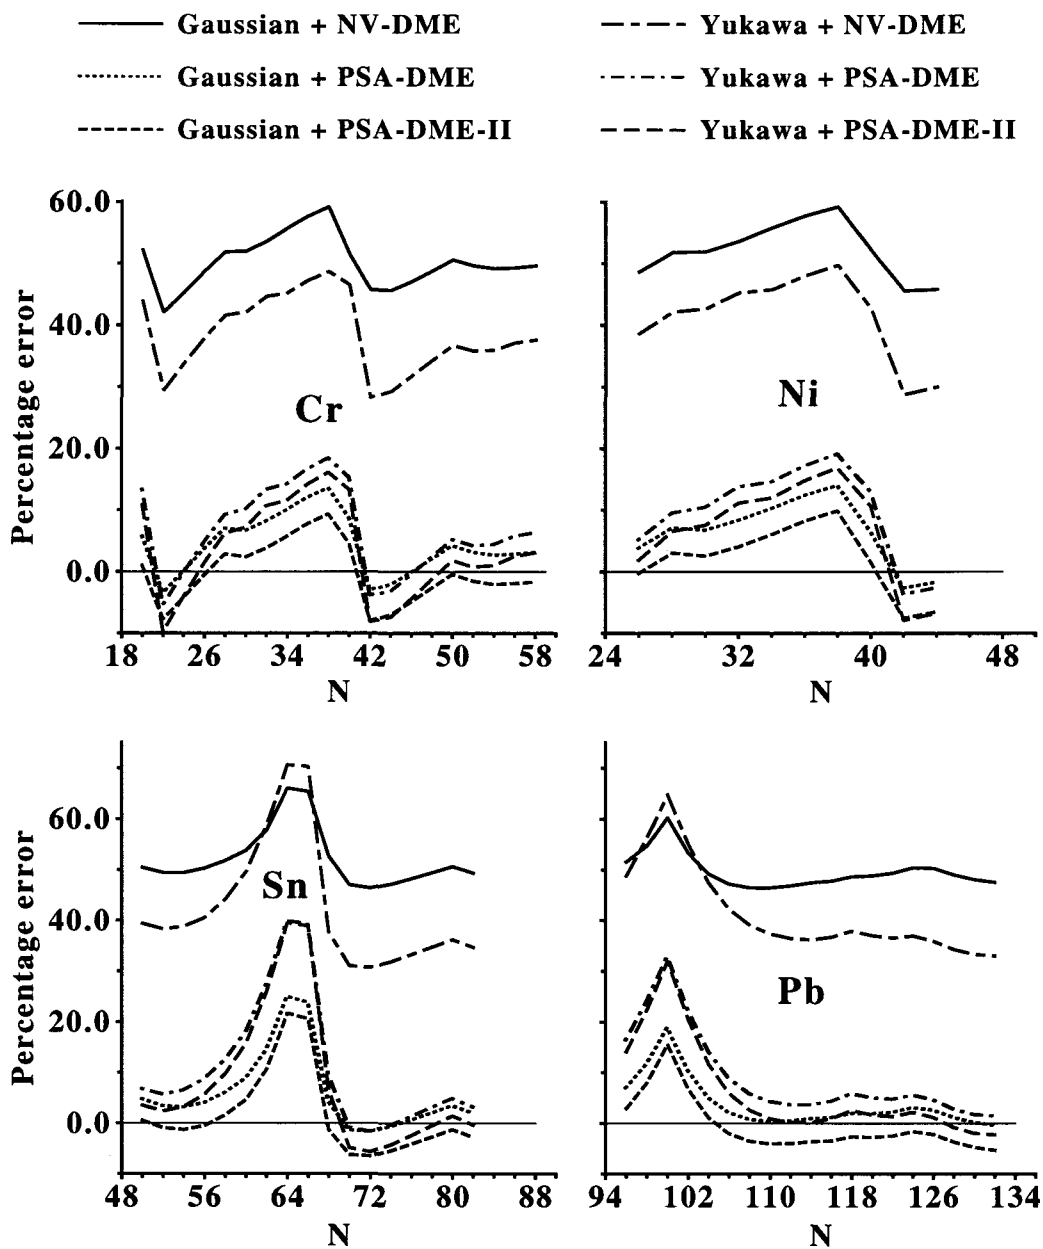 Gaussian + NV-DME
Yukawa + NV-DME
Gaussian + PSA-DME
Yukawa + PSA-DME
Gaussian + PSA-DME-II
Yukawa + PSA-DME-II
Percentage error
60.0
40.0
20.0
0.0
Cr
18 26 34 42 50 58
N
Ni
24 32 40 48
N
Percentage error
60.0
40.0
20.0
0.0
Sn
48 56 64 72 80 88
N
Pb
94 102 110 118 126 134
N